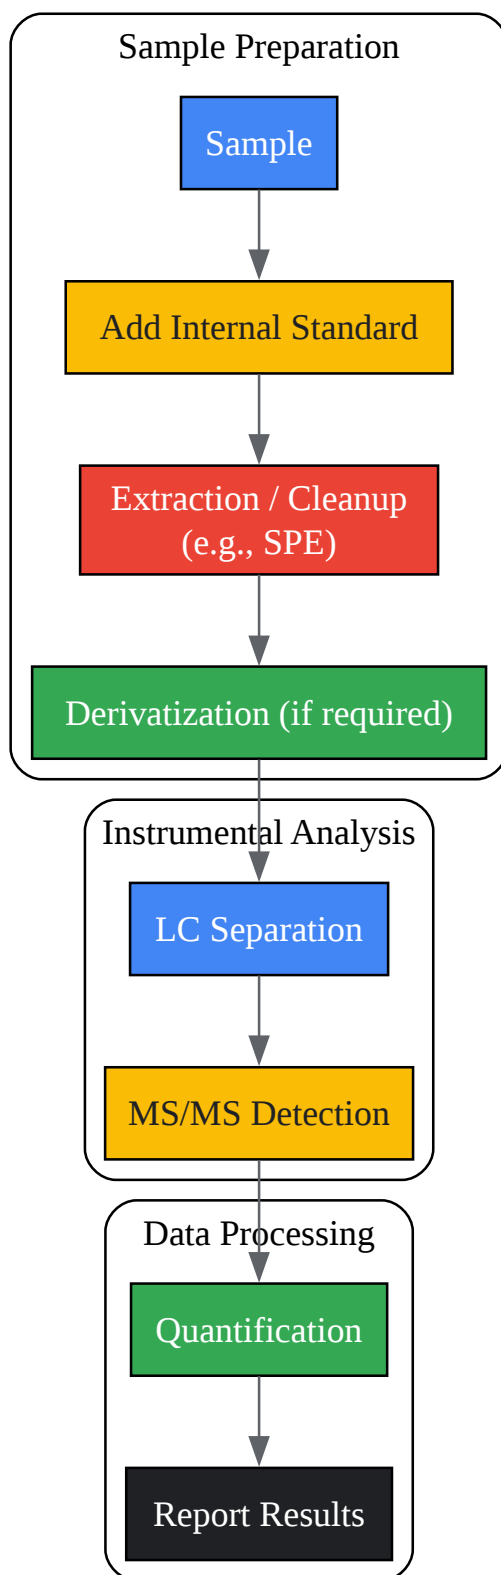 Sample Preparation
Sample
Add Internal Standard
Extraction / Cleanup
(e.g., SPE)
Derivatization (if required)
Instrumental Analysis
LC Separation
MS/MS Detection
Data Processing
Quantification
Report Results